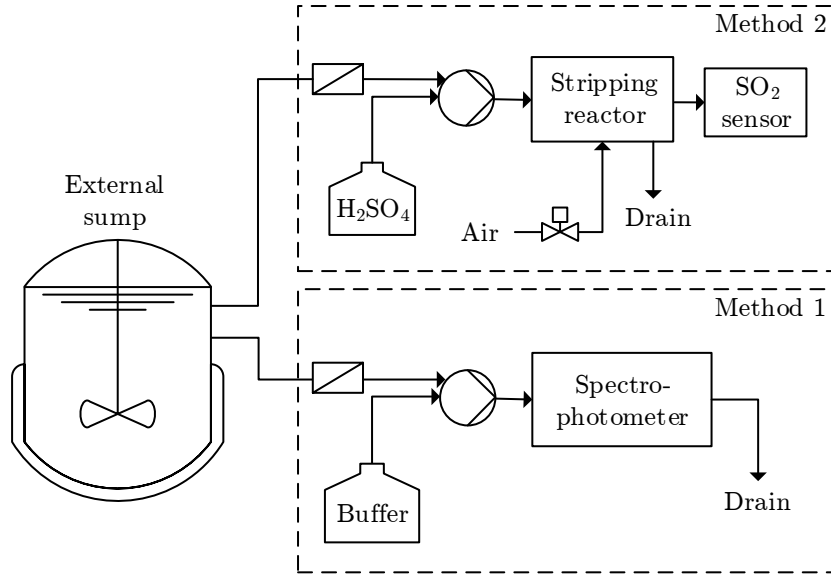 Method 2
Stripping
reactor
SO₂
sensor
External
sump
H₂SO₄
Air
Drain
Method 1
Spectro-
photometer
Buffer
Drain